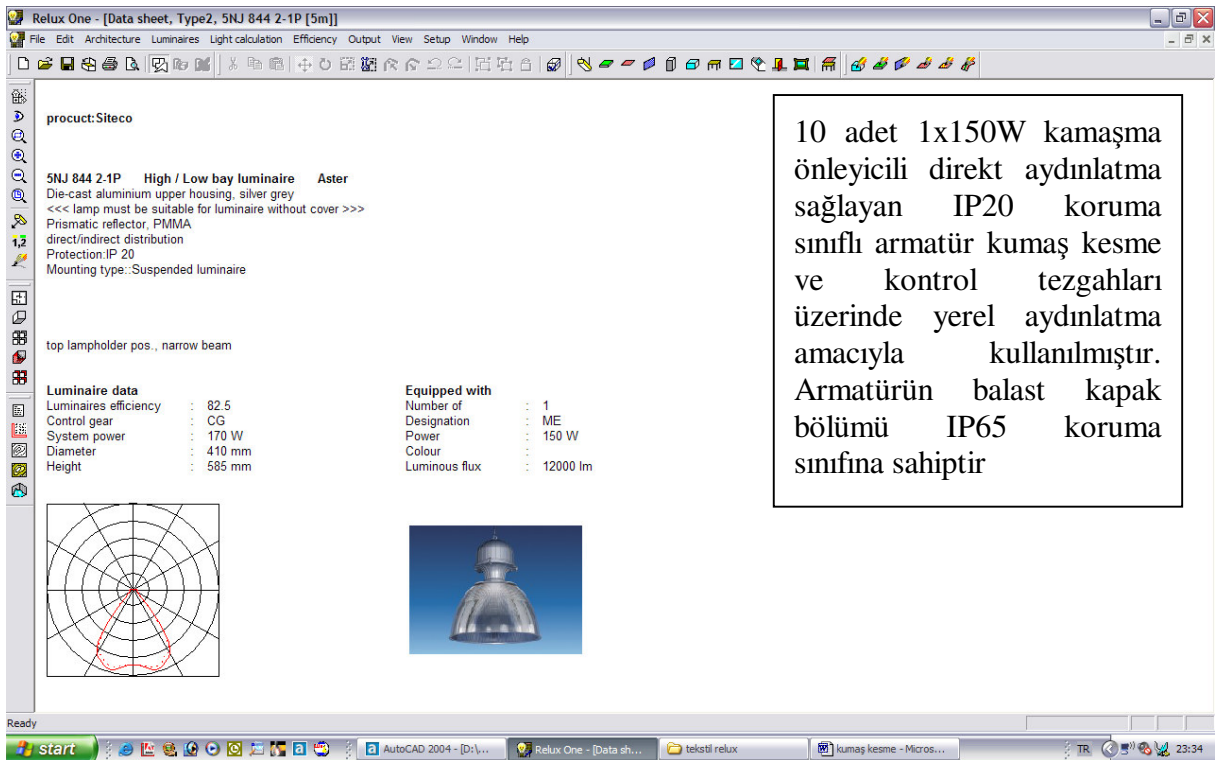 Relux One - [Data sheet, Type2, 5NJ 844 2-1P [5m]]
File Edit Architecture Luminaires Light calculation Efficiency Output View Setup Window Help
1,2
procuct:Siteco
5NJ 844 2-1P High / Low bay luminaire Aster
Die-cast aluminium upper housing, silver grey
<<< lamp must be suitable for luminaire without cover >>>
Prismatic reflector, PMMA
direct/indirect distribution
Protection:IP 20
Mounting type::Suspended luminaire
top lampholder pos., narrow beam
Luminaire data
Luminaires efficiency : 82.5
Control gear : CG
System power : 170 W
Diameter : 410 mm
Height : 585 mm
Equipped with
Number of : 1
Designation : ME
Power : 150 W
Colour :
Luminous flux : 12000 lm
10 adet 1x150W kamaşma
önleyicili direkt aydınlatma
sağlayan IP20 koruma
sınıflı armatür kumaş kesme
ve kontrol tezgahları
üzerinde yerel aydınlatma
amacıyla kullanılmıştır.
Armatürün balast kapak
bölümü IP65 koruma
sınıfına sahiptir
Ready
start
AutoCAD 2004 - [D:\...
Relux One - [Data sh...
tekstil relux
kumaş kesme - Micros...
TR
23:34